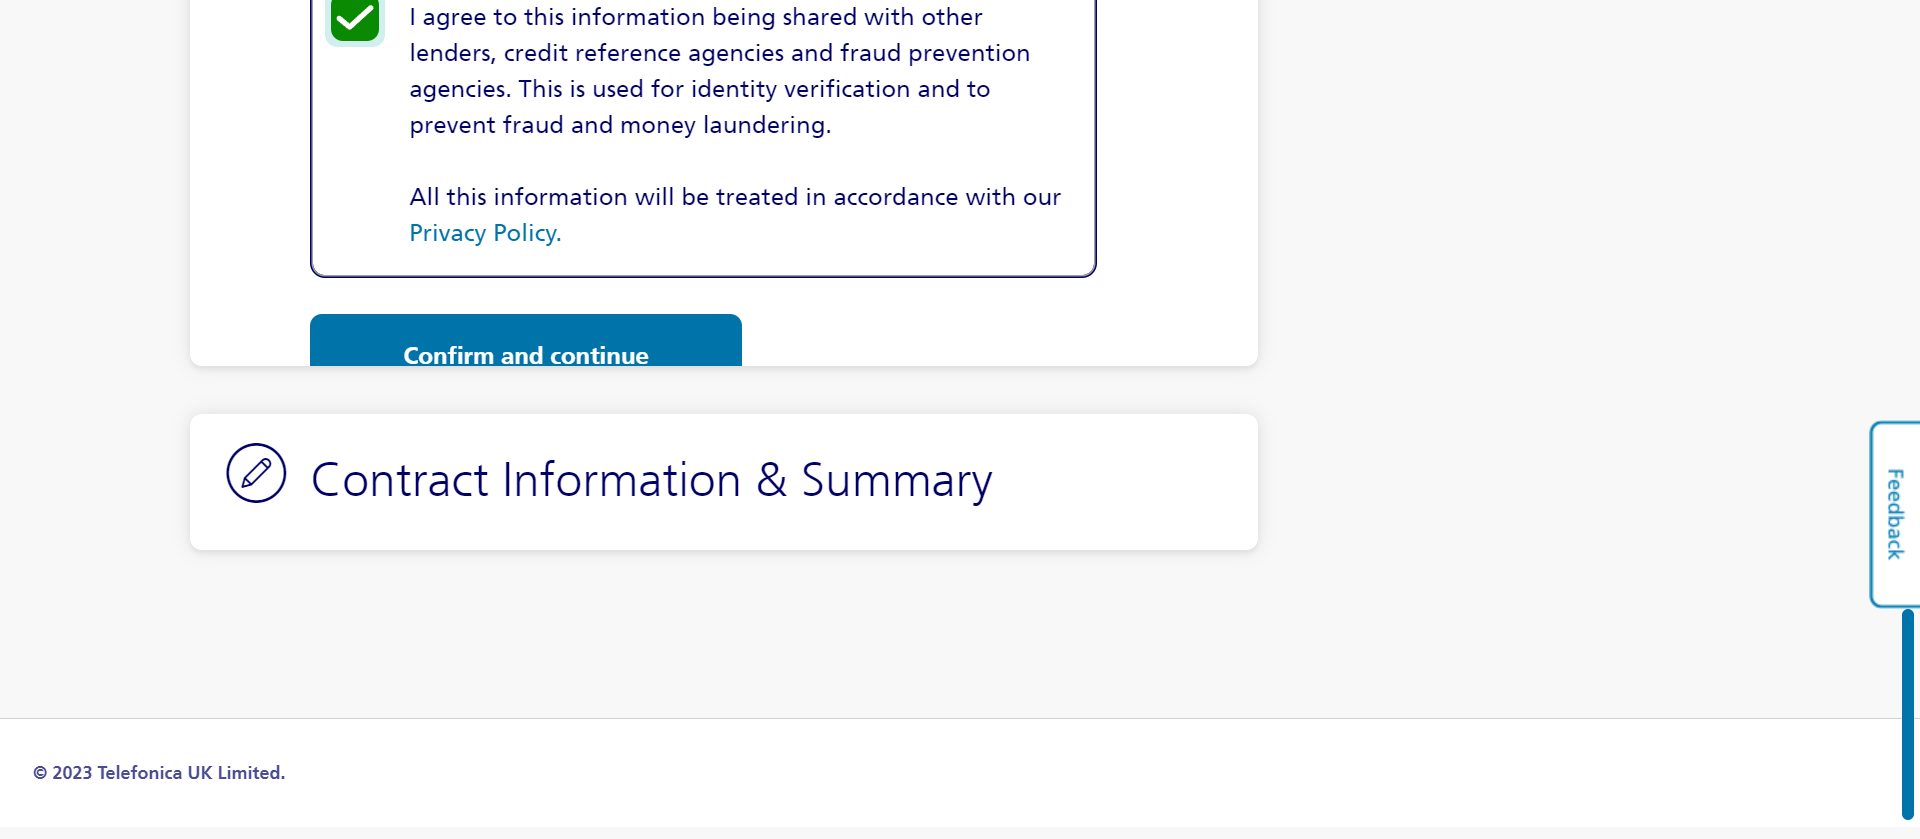 I agree to this information being shared with other
lenders, credit reference agencies and fraud prevention
agencies. This is used for identity verification and to
prevent fraud and money laundering.
All this information will be treated in accordance with our
Privacy Policy.
Confirm and continue
Contract Information & Summary
Feedback
© 2023 Telefonica UK Limited.